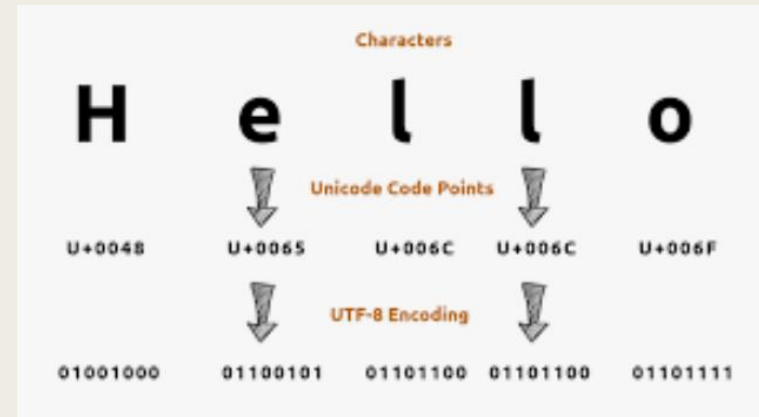 Characters
H e l l o
Unicode Code Points
U+0048 U+0065 U+006C U+006C U+006F
UTF-8 Encoding
01001000 01100101 01101100 01101100 01101111